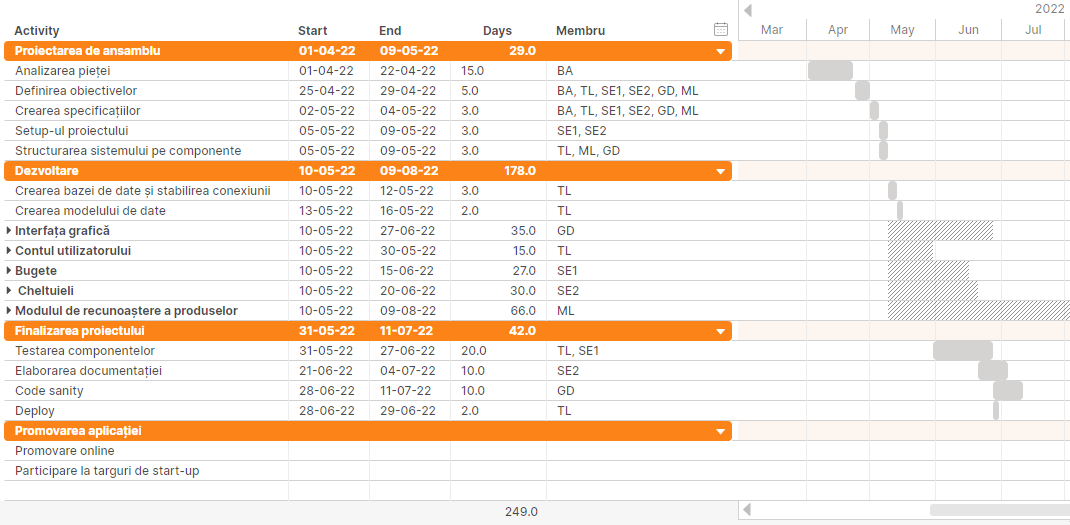 2022
Activity Start End Days Membru Mar Apr May Jun Jul
Proiectarea de ansamblu 01-04-22 09-05-22 29.0
Analizarea pieței 01-04-22 22-04-22 15.0 BA
Definirea obiectivelor 25-04-22 29-04-22 5.0 BA, TL, SE1, SE2, GD, ML
Crearea specificațiilor 02-05-22 04-05-22 3.0 BA, TL, SE1, SE2, GD, ML
Setup-ul proiectului 05-05-22 09-05-22 3.0 SE1, SE2
Structurarea sistemului pe componente 05-05-22 09-05-22 3.0 TL, ML, GD
Dezvoltare 10-05-22 09-08-22 178.0
Crearea bazei de date și stabilirea conexiunii 10-05-22 12-05-22 3.0 TL
Crearea modelului de date 13-05-22 16-05-22 2.0 TL
Interfața grafică 10-05-22 27-06-22 35.0 GD
Contul utilizatorului 10-05-22 30-05-22 15.0 TL
Bugete 10-05-22 15-06-22 27.0 SE1
Cheltuieli 10-05-22 20-06-22 30.0 SE2
Modulul de recunoaștere a produselor 10-05-22 09-08-22 66.0 ML
Finalizarea proiectului 31-05-22 11-07-22 42.0
Testarea componentelor 31-05-22 27-06-22 20.0 TL, SE1
Elaborarea documentației 21-06-22 04-07-22 10.0 SE2
Code sanity 28-06-22 11-07-22 10.0 GD
Deploy 28-06-22 29-06-22 2.0 TL
Promovarea aplicației
Promovare online
Participare la targuri de start-up
249.0